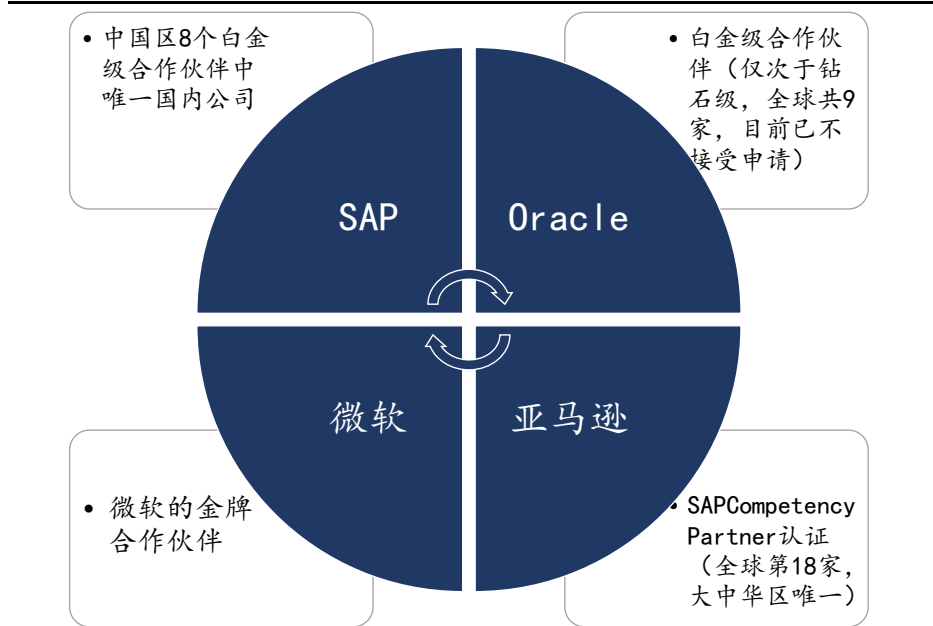 • 中国区8个白金
级合作伙伴中
唯一国内公司
• 白金级合作伙
伴（仅次于钻
石级，全球共9
家，目前已不
接受申请）
SAP
Oracle
微软
亚马逊
• 微软的金牌
合作伙伴
• SAPCompetency
Partner认证
（全球第18家，
大中华区唯一）